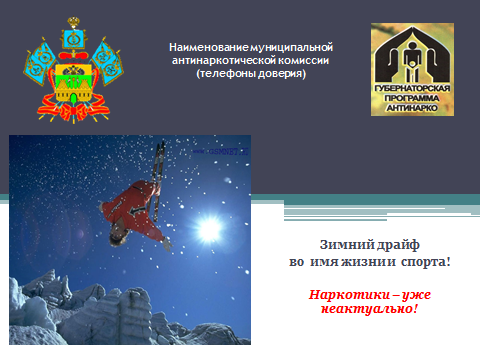 Наименование муниципальной
антинаркотической комиссии
(телефоны доверия)
ГУБЕРНАТОРСКАЯ
ПРОГРАММА
АНТИНАРКО
Зимний драйф
во имя жизни и спорта!
Наркотики – уже
неактуально!